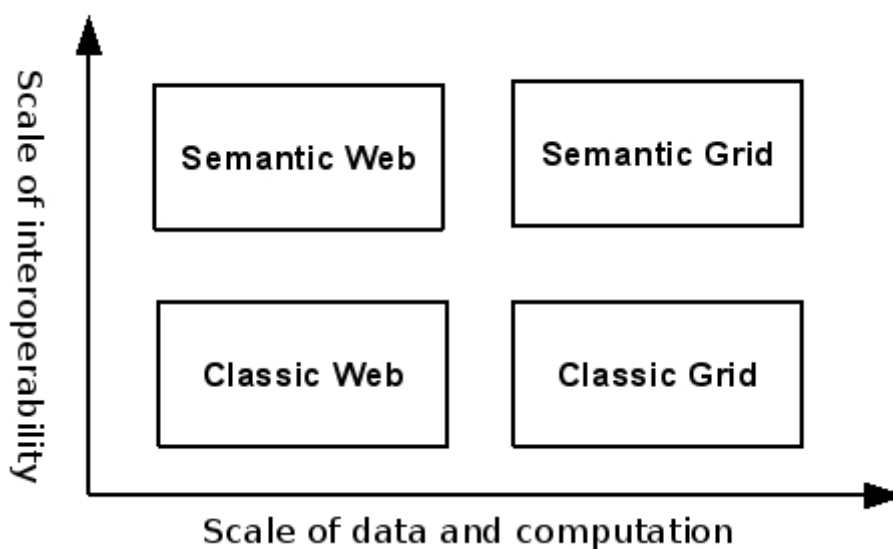 Scale of interoperability
Semantic Web
Semantic Grid
Classic Web
Classic Grid
Scale of data and computation